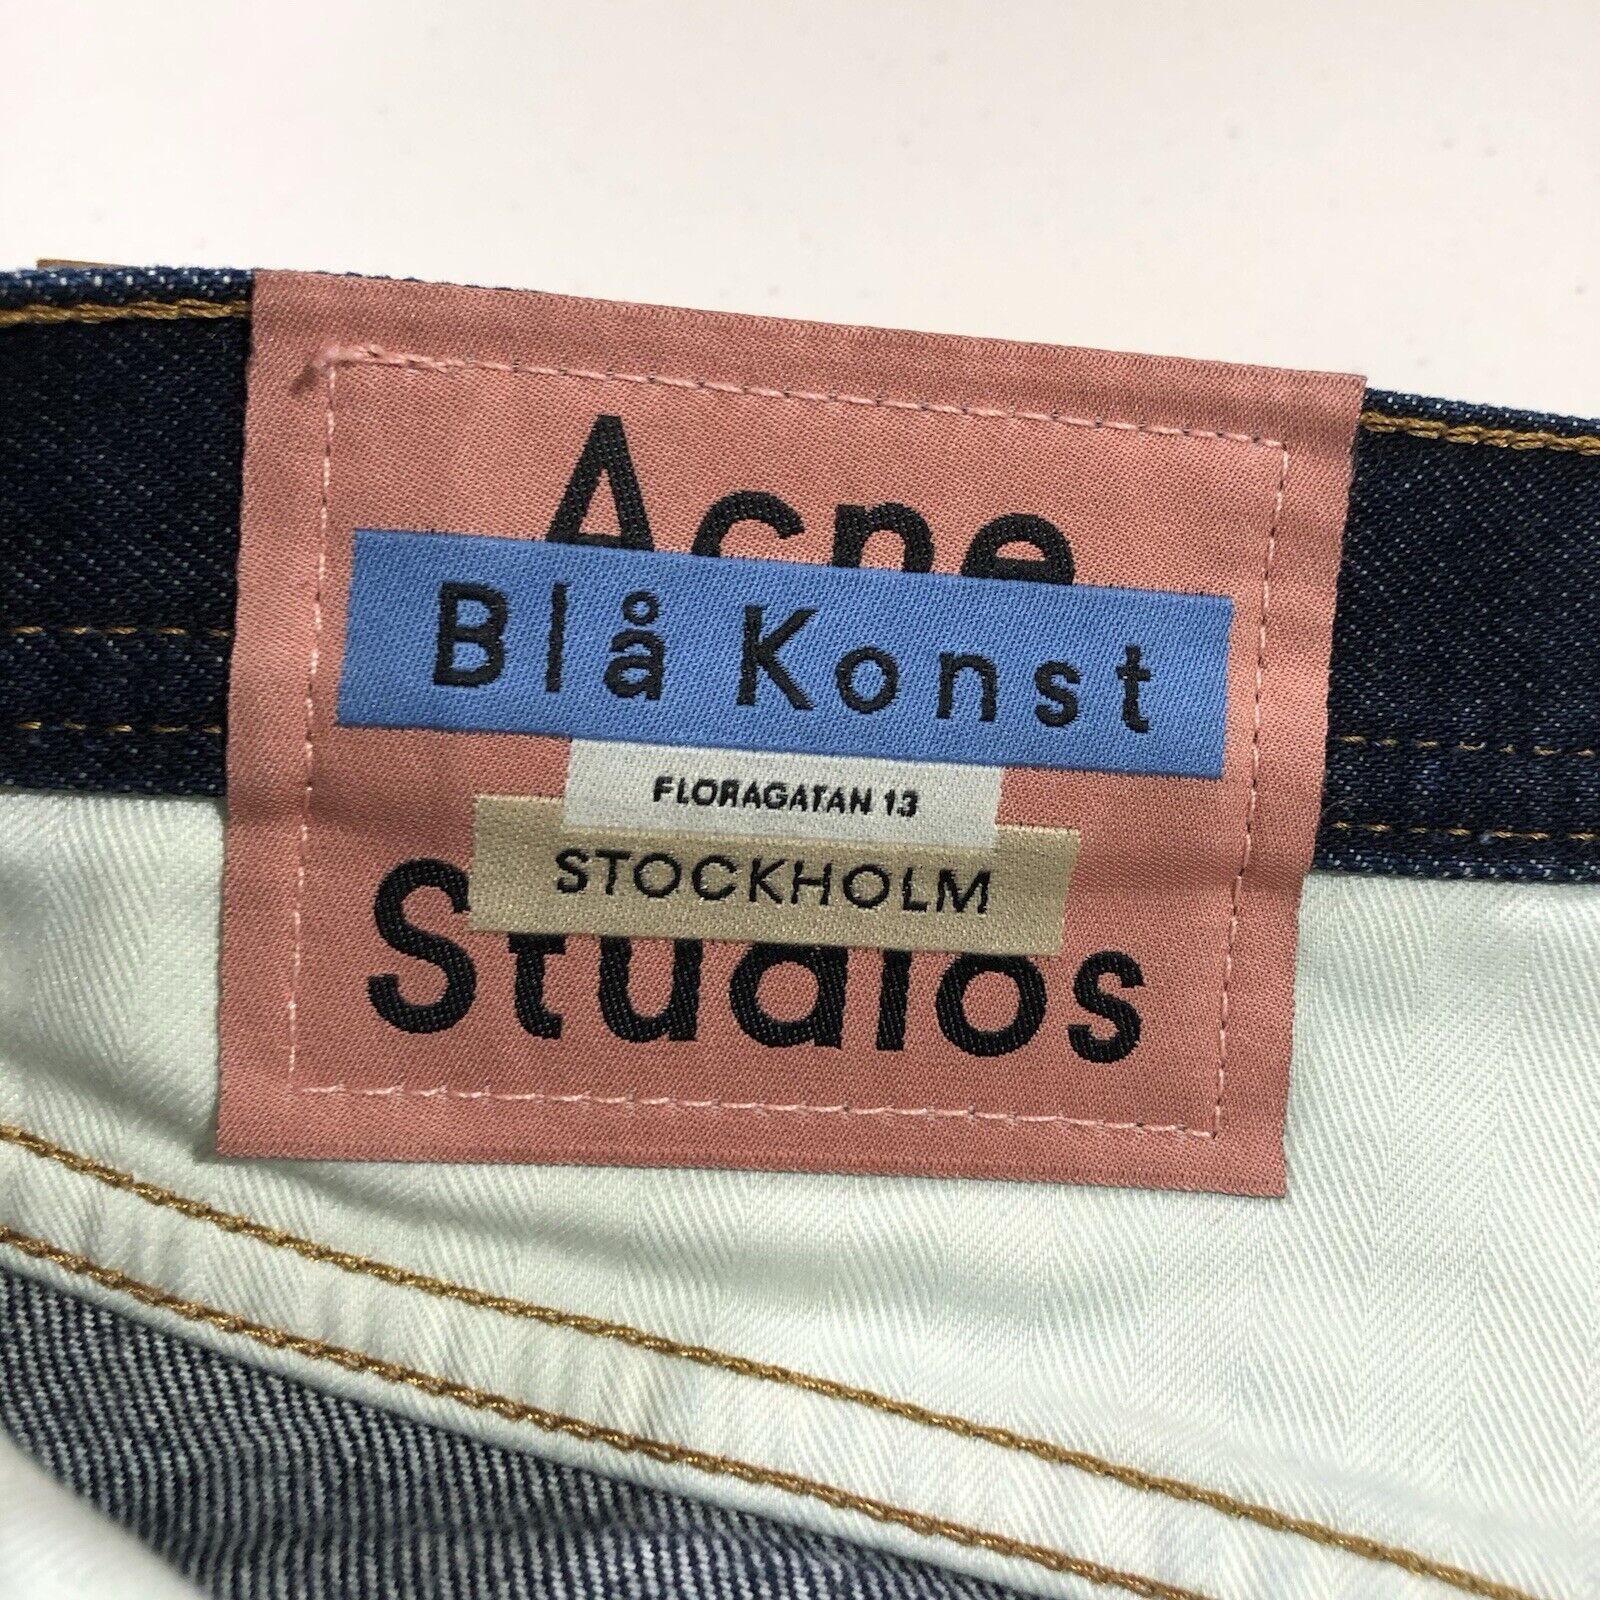 Acne
Blå Konst
FLORAGATAN 13
STOCKHOLM
Studios